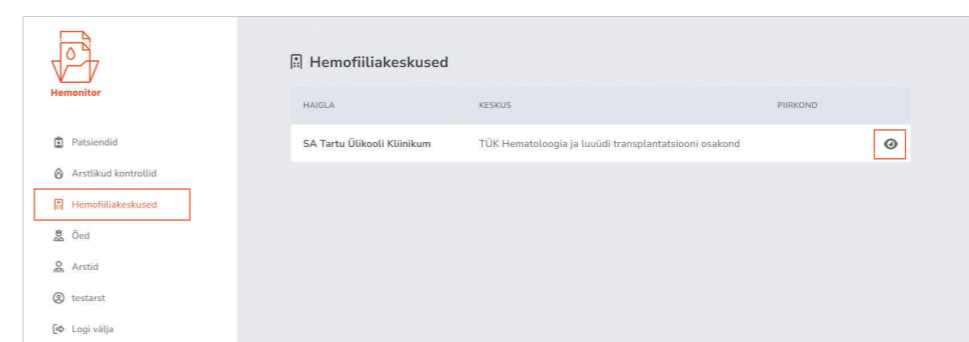 Hemonitor
Patsiendid
Arstlikud kontrollid
Hemofiiliakeskused
Õed
Arstid
testarst
Logi välja
Hemofiiliakeskused
HAIGLA KESKUS PIIRKOND
SA Tartu Ülikooli Kliinikum TÜK Hematoloogia ja luuüdi transplantatsiooni osakond